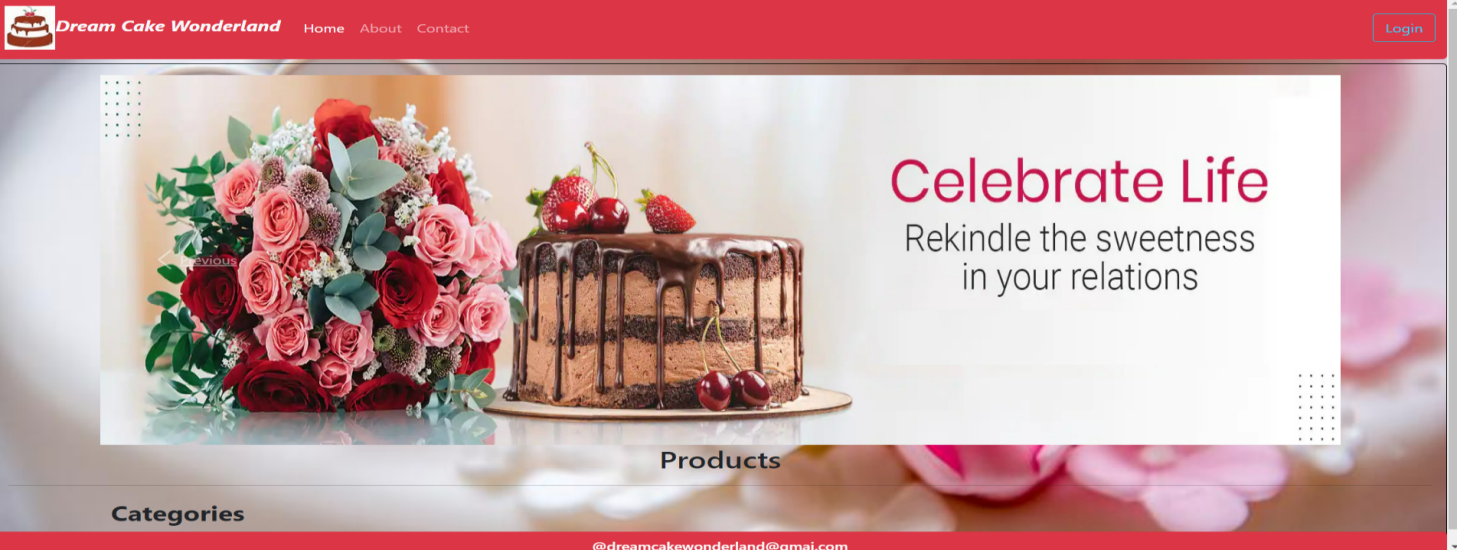 Dream Cake Wonderland
Home About Contact
Login
Celebrate Life
Rekindle the sweetness
in your relations
Previous
Products
Categories
@dreamcakewonderland@gmai.com